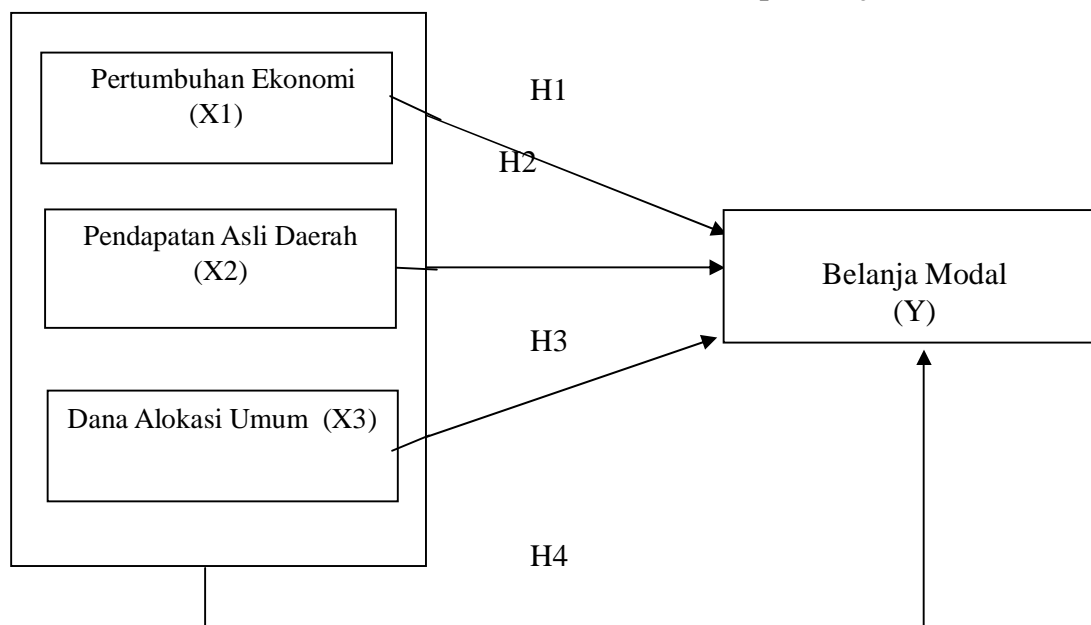 Pertumbuhan Ekonomi
(X1)
H1
H2
Pendapatan Asli Daerah
(X2)
Belanja Modal
(Y)
H3
Dana Alokasi Umum (X3)
H4